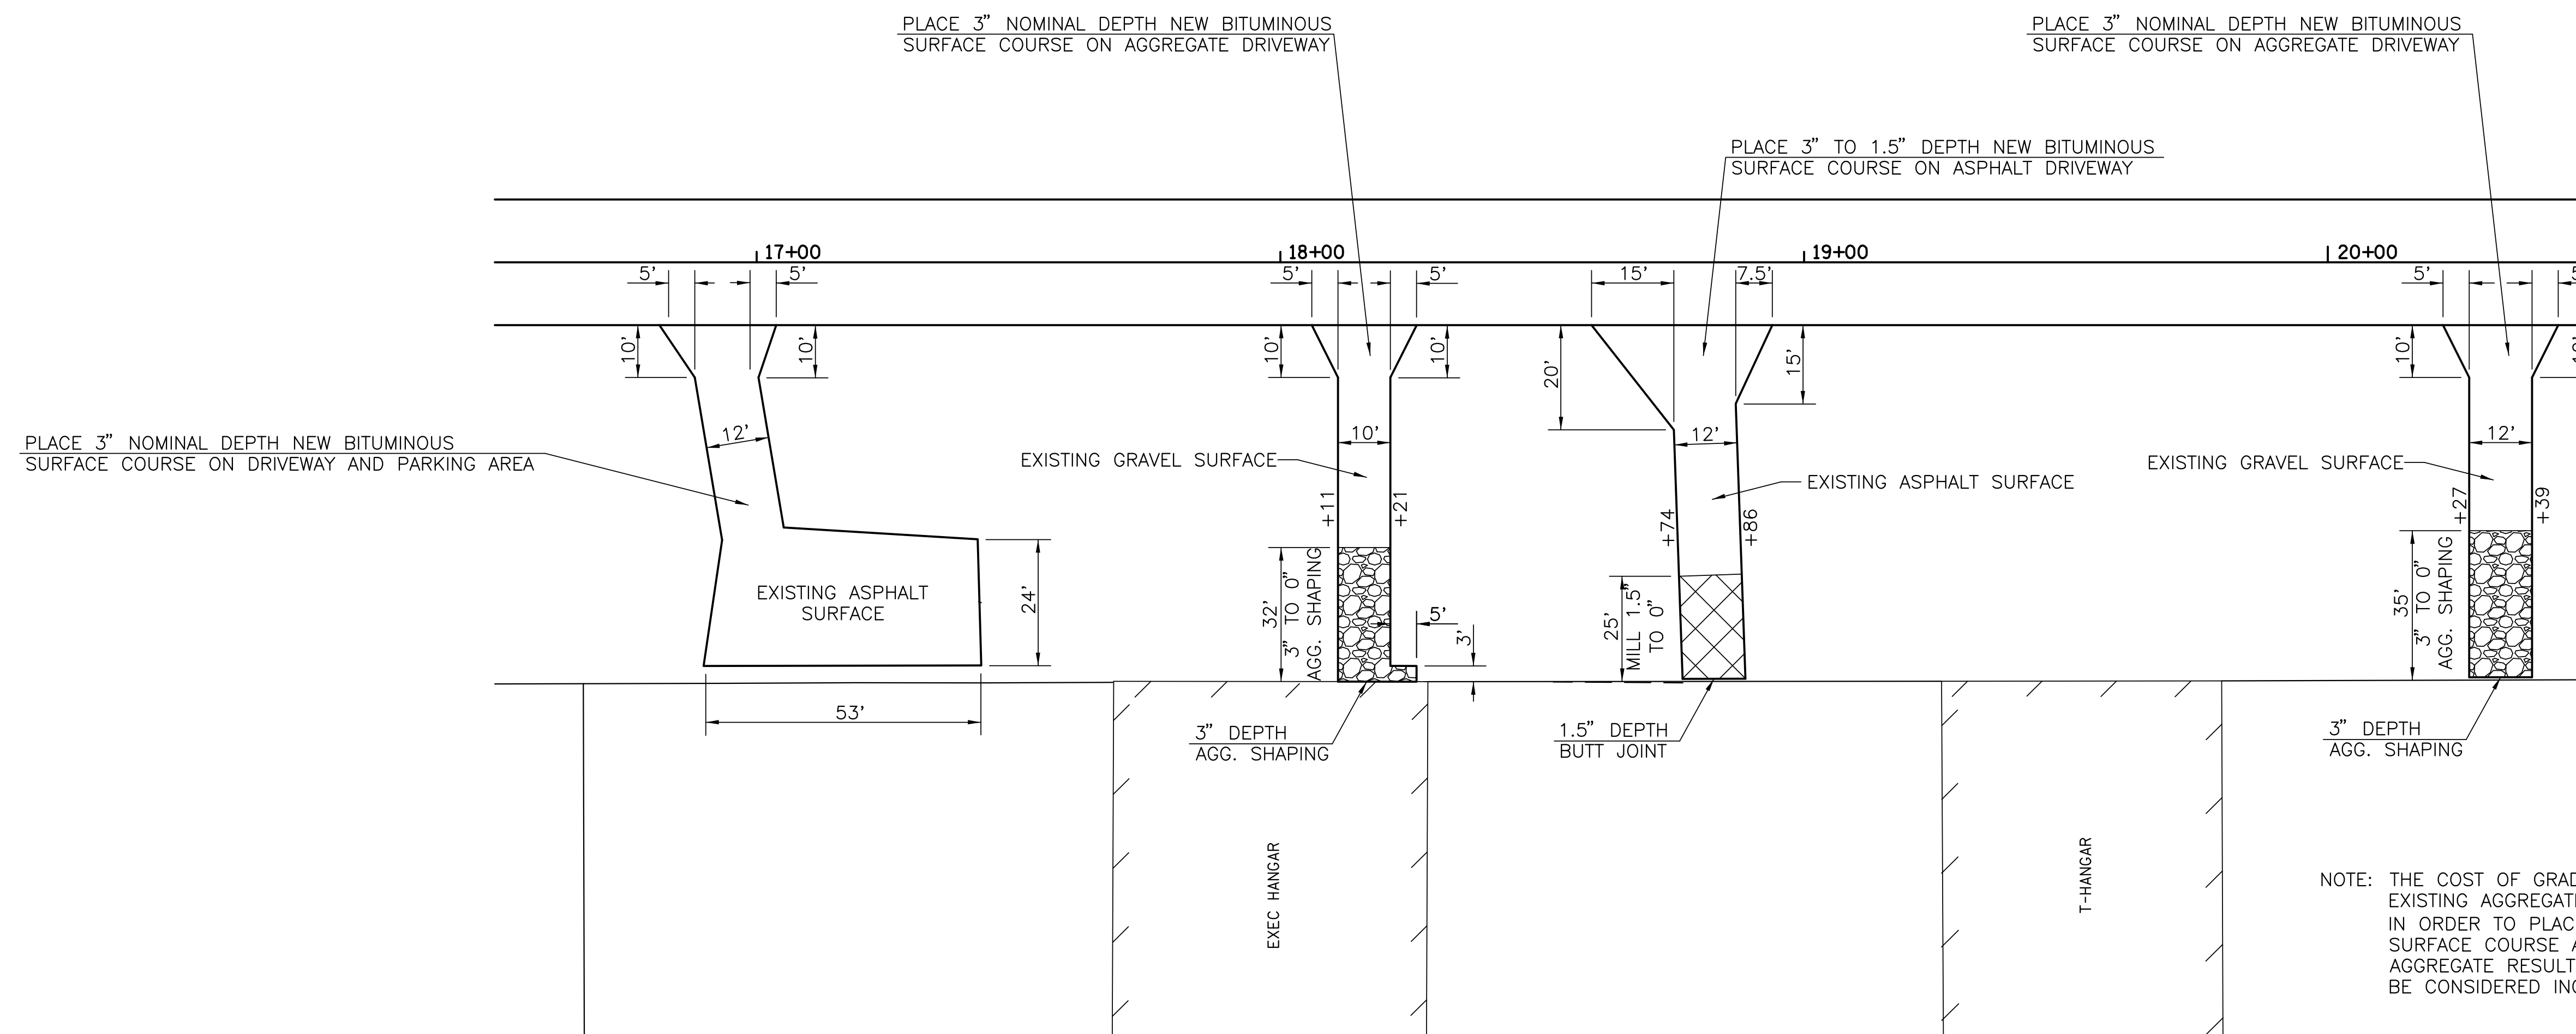 PLACE 3” NOMINAL DEPTH NEW BITUMINOUS
SURFACE COURSE ON AGGREGATE DRIVEWAY
PLACE 3” NOMINAL DEPTH NEW BITUMINOUS
SURFACE COURSE ON AGGREGATE DRIVEWAY
PLACE 3” TO 1.5” DEPTH NEW BITUMINOUS
SURFACE COURSE ON ASPHALT DRIVEWAY
17+00
18+00
19+00
20+00
5'
5'
5'
5'
15'
7.5'
5'
10'
10'
10'
10'
20'
15'
10'
PLACE 3” NOMINAL DEPTH NEW BITUMINOUS
SURFACE COURSE ON DRIVEWAY AND PARKING AREA
12'
10'
12'
12'
EXISTING GRAVEL SURFACE
EXISTING ASPHALT SURFACE
EXISTING GRAVEL SURFACE
+11
+21
+74
+86
+27
+39
EXISTING ASPHALT
SURFACE
24'
53'
32'
3” TO 0”
AGG. SHAPING
5'
3'
25'
MILL 1.5”
TO 0”
35'
3” TO 0”
AGG. SHAPING
3” DEPTH
AGG. SHAPING
1.5” DEPTH
BUTT JOINT
3” DEPTH
AGG. SHAPING
EXEC HANGAR
T-HANGAR
NOTE: THE COST OF
EXISTING
IN ORDER TO
SURFACE COURSE
AGGREGATE
BE CONSIDERED